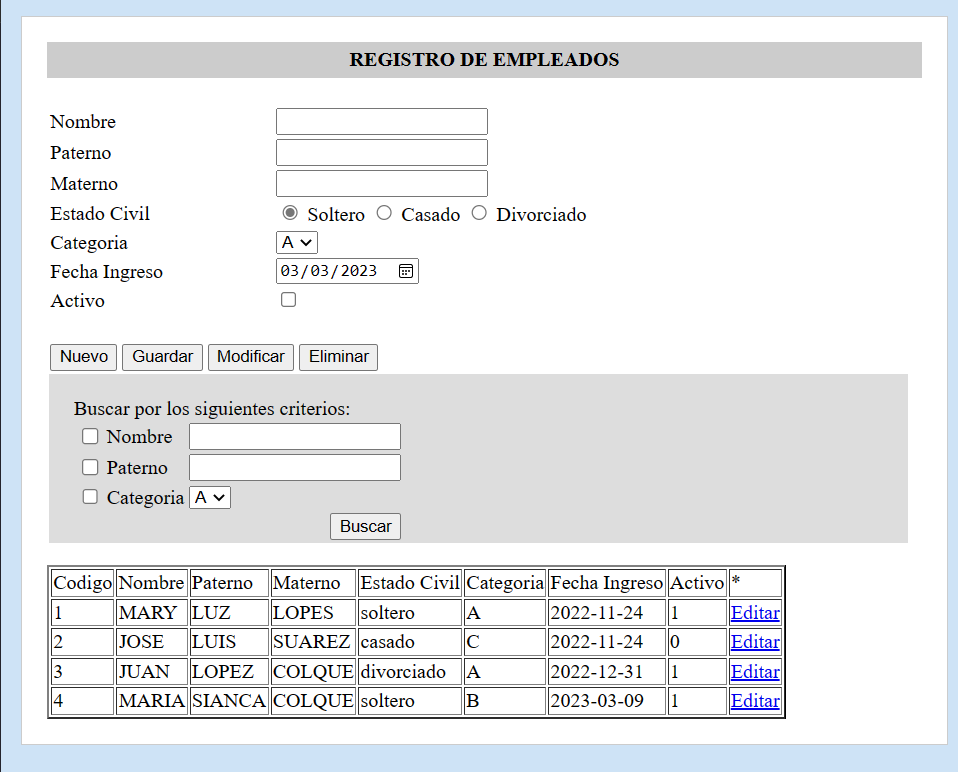 REGISTRO DE EMPLEADOS
Nombre
Paterno
Materno
Estado Civil Soltero Casado Divorciado
Categoria A
Fecha Ingreso 03/03/2023
Activo
Nuevo Guardar Modificar Eliminar
Buscar por los siguientes criterios:
Nombre
Paterno
Categoria A
Buscar
Codigo Nombre Paterno Materno Estado Civil Categoria Fecha Ingreso Activo *
1 MARY LUZ LOPES soltero A 2022-11-24 1 Editar
2 JOSE LUIS SUAREZ casado C 2022-11-24 0 Editar
3 JUAN LOPEZ COLQUE divorciado A 2022-12-31 1 Editar
4 MARIA SIANCA COLQUE soltero B 2023-03-09 1 Editar